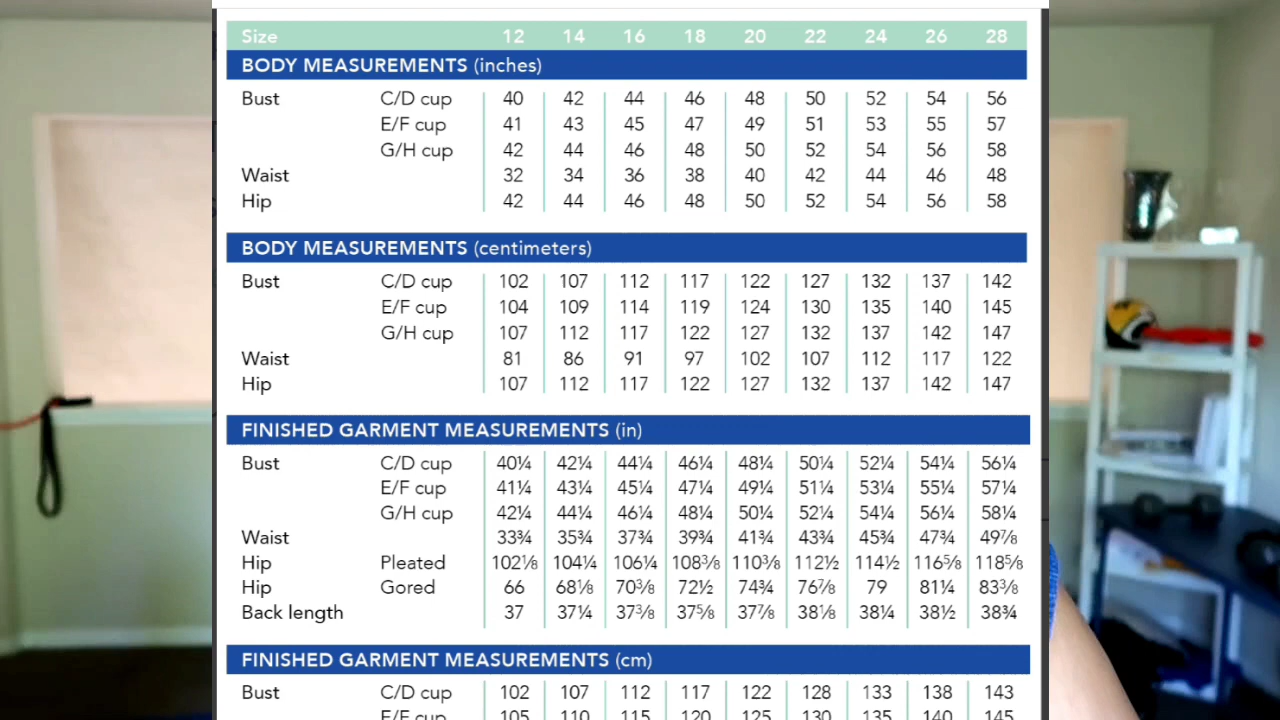 Size 12 14 16 18 20 22 24 26 28
BODY MEASUREMENTS (inches)
Bust C/D cup 40 42 44 46 48 50 52 54 56
E/F cup 41 43 45 47 49 51 53 55 57
G/H cup 42 44 46 48 50 52 54 56 58
Waist 32 34 36 38 40 42 44 46 48
Hip 42 44 46 48 50 52 54 56 58
BODY MEASUREMENTS (centimeters)
Bust C/D cup 102 107 112 117 122 127 132 137 142
E/F cup 104 109 114 119 124 130 135 140 145
G/H cup 107 112 117 122 127 132 137 142 147
Waist 81 86 91 97 102 107 112 117 122
Hip 107 112 117 122 127 132 137 142 147
FINISHED GARMENT MEASUREMENTS (in)
Bust C/D cup 40¼ 42¼ 44¼ 46¼ 48¼ 50¼ 52¼ 54¼ 56¼
E/F cup 41¼ 43¼ 45¼ 47¼ 49¼ 51¼ 53¼ 55¼ 57¼
G/H cup 42¼ 44¼ 46¼ 48¼ 50¼ 52¼ 54¼ 56¼ 58¼
Waist 33¾ 35¾ 37¾ 39¾ 41¾ 43¾ 45¾ 47¾ 49⅞
Hip Pleated 102⅛ 104¼ 106¼ 108⅜ 110⅜ 112½ 114½ 116⅝ 118⅝
Hip Gored 66 68⅛ 70⅜ 72½ 74¾ 76⅞ 79 81¼ 83⅜
Back length 37 37¼ 37⅜ 37⅝ 37⅞ 38⅛ 38¼ 38½ 38¾
FINISHED GARMENT MEASUREMENTS (cm)
Bust C/D cup 102 107 112 117 122 128 133 138 143
E/F cup 105 110 115 120 125 130 135 140 145